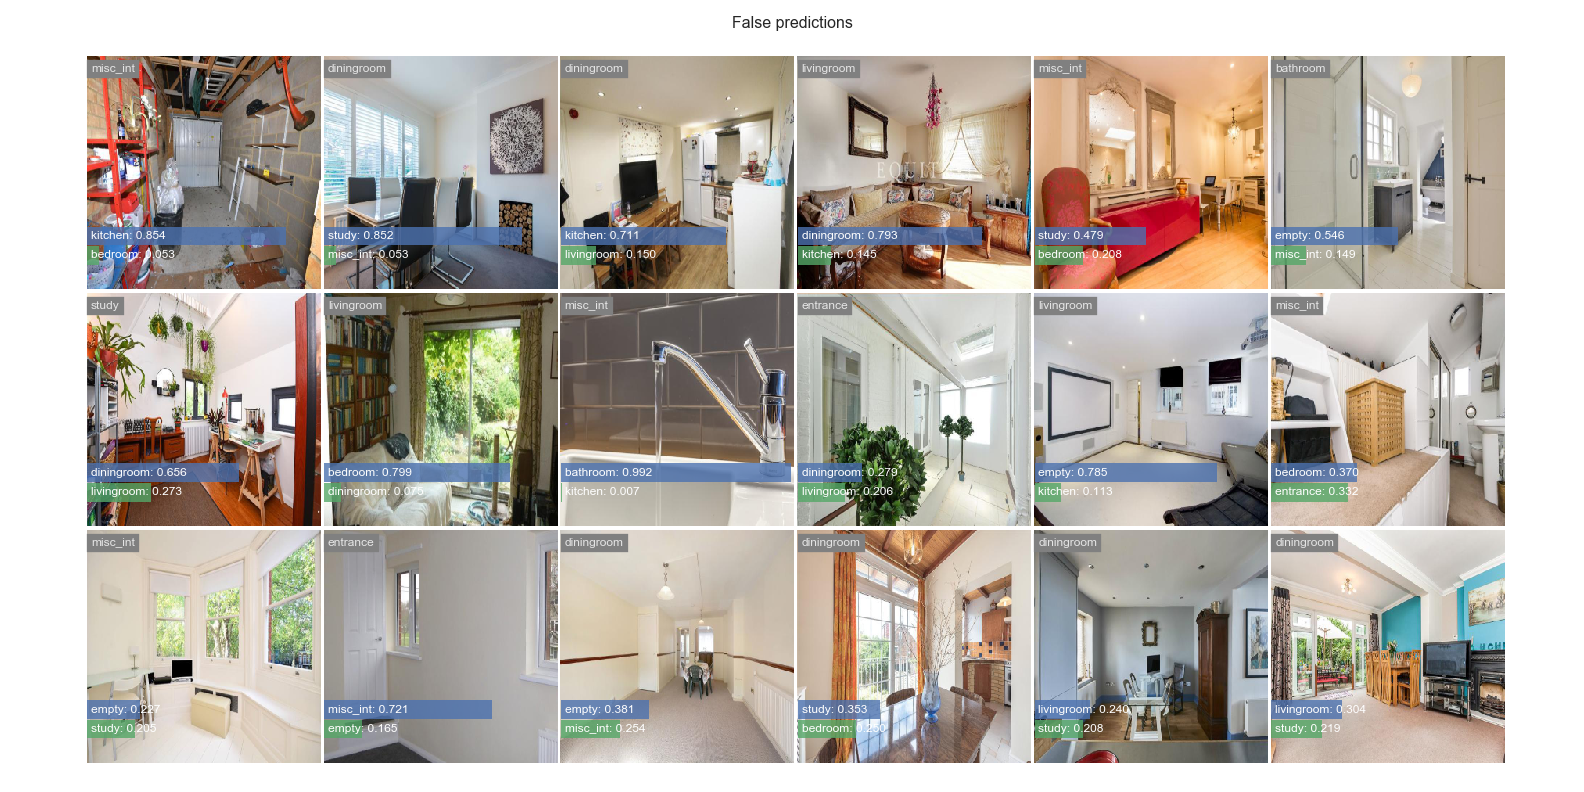 False predictions
misc_int
diningroom
diningroom
livingroom
misc_int
bathroom
EQUIT
kitchen: 0.854
study: 0.852
kitchen: 0.711
diningroom: 0.793
study: 0.479
empty: 0.546
bedroom: 0.053
misc_int: 0.053
livingroom: 0.150
kitchen: 0.145
bedroom: 0.208
misc_int: 0.149
study
livingroom
misc_int
entrance
livingroom
misc_int
diningroom: 0.656
bedroom: 0.799
bathroom: 0.992
diningroom: 0.279
empty: 0.785
bedroom: 0.370
livingroom: 0.273
diningroom: 0.076
kitchen: 0.007
livingroom: 0.206
kitchen: 0.113
entrance: 0.332
misc_int
entrance
diningroom
diningroom
diningroom
diningroom
empty: 0.227
misc_int: 0.721
empty: 0.381
study: 0.353
livingroom: 0.240
livingroom: 0.304
study: 0.205
empty: 0.165
misc_int: 0.254
bedroom:
study: 0.208
study: 0.219